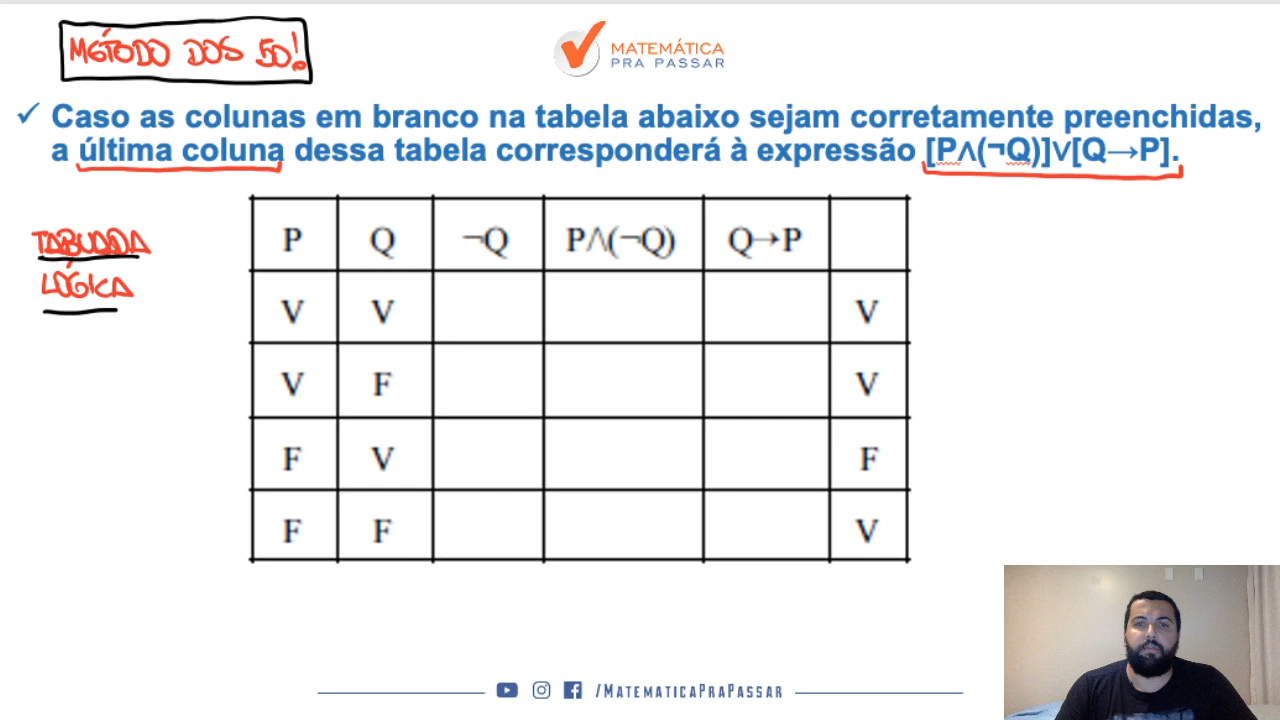 MÉTODO DOS 50!
MATEMÁTICA
PRA PASSAR
✓ Caso as colunas em branco na tabela abaixo sejam corretamente preenchidas,
a última coluna dessa tabela corresponderá à expressão [P∧(¬Q)]∨[Q→P].
TABUADA
LÓGICA
P Q ¬Q P∧(¬Q) Q→P
V V V
V F V
F V F
F F V
/MATEMATICAPRAPASSAR